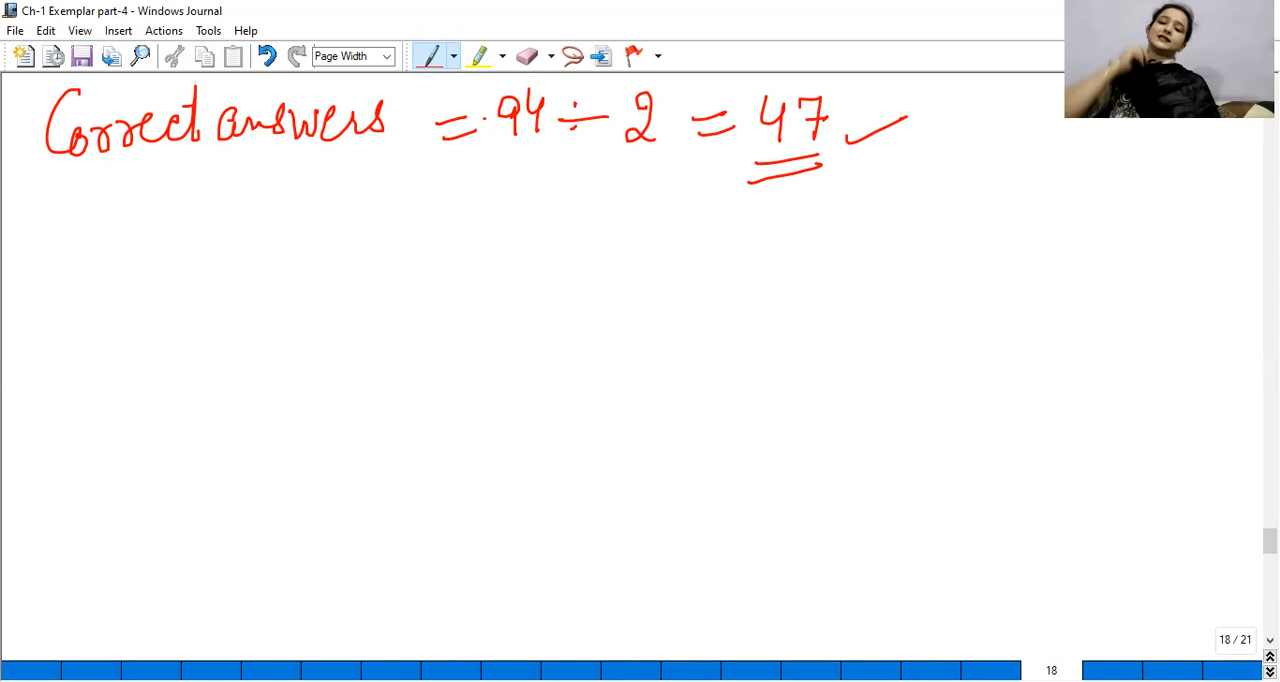 Ch-1 Exemplar part-4 - Windows Journal
File Edit View Insert Actions Tools Help
Page Width
Correct answers = 94 ÷ 2 = 47 ✓
18 / 21
18